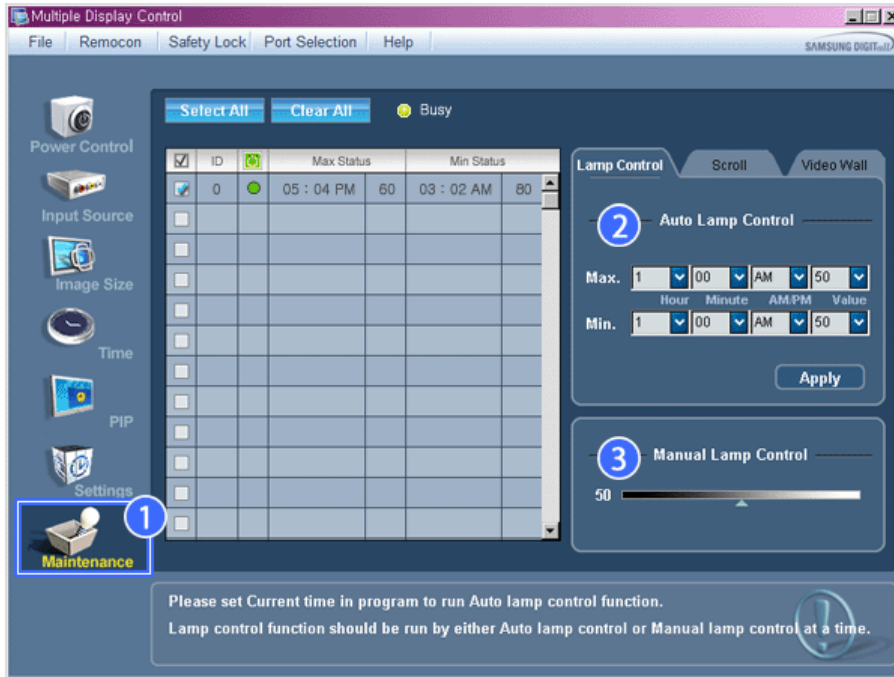 Multiple Display Control
File Remocon Safety Lock Port Selection Help
SAMSUNG DIGITall
Select All Clear All Busy
Power Control
Input Source
Image Size
Time
PIP
Settings
1
Maintenance
ID Max Status Min Status
0 05 : 04 PM 60 03 : 02 AM 80
Lamp Control Scroll Video Wall
2 Auto Lamp Control
Max. 1 00 AM 50
Hour Minute AM/PM Value
Min. 1 00 AM 50
Apply
3 Manual Lamp Control
50
Please set Current time in program to run Auto lamp control function.
Lamp control function should be run by either Auto lamp control or Manual lamp control at a time.